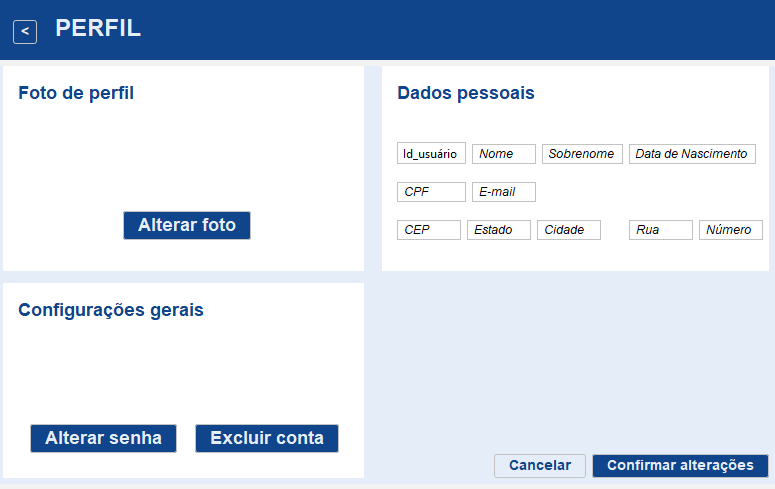 < PERFIL
Foto de perfil
Alterar foto
Dados pessoais
Id_usuário Nome Sobrenome Data de Nascimento
CPF E-mail
CEP Estado Cidade Rua Número
Configurações gerais
Alterar senha Excluir conta
Cancelar Confirmar alterações